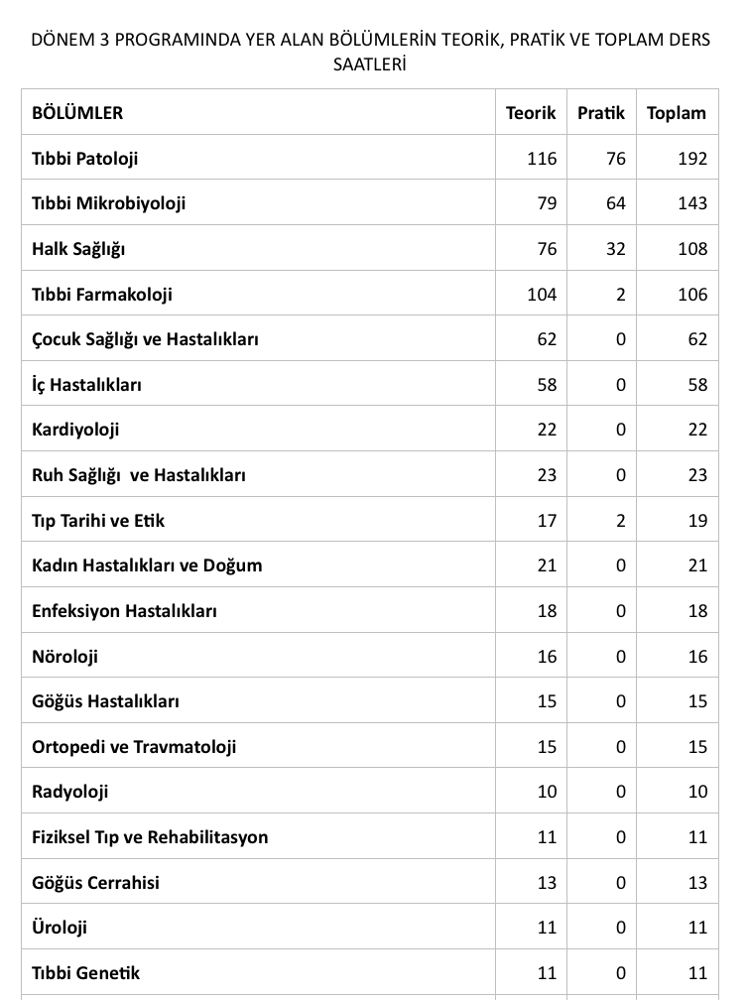 DÖNEM 3 PROGRAMINDA YER ALAN BÖLÜMLERİN TEORİK, PRATİK VE TOPLAM DERS
SAATLERİ
BÖLÜMLER Teorik Pratik Toplam
Tıbbi Patoloji 116 76 192
Tıbbi Mikrobiyoloji 79 64 143
Halk Sağlığı 76 32 108
Tıbbi Farmakoloji 104 2 106
Çocuk Sağlığı ve Hastalıkları 62 0 62
İç Hastalıkları 58 0 58
Kardiyoloji 22 0 22
Ruh Sağlığı  ve Hastalıkları 23 0 23
Tıp Tarihi ve Etik 17 2 19
Kadın Hastalıkları ve Doğum 21 0 21
Enfeksiyon Hastalıkları 18 0 18
Nöroloji 16 0 16
Göğüs Hastalıkları 15 0 15
Ortopedi ve Travmatoloji 15 0 15
Radyoloji 10 0 10
Fiziksel Tıp ve Rehabilitasyon 11 0 11
Göğüs Cerrahisi 13 0 13
Üroloji 11 0 11
Tıbbi Genetik 11 0 11